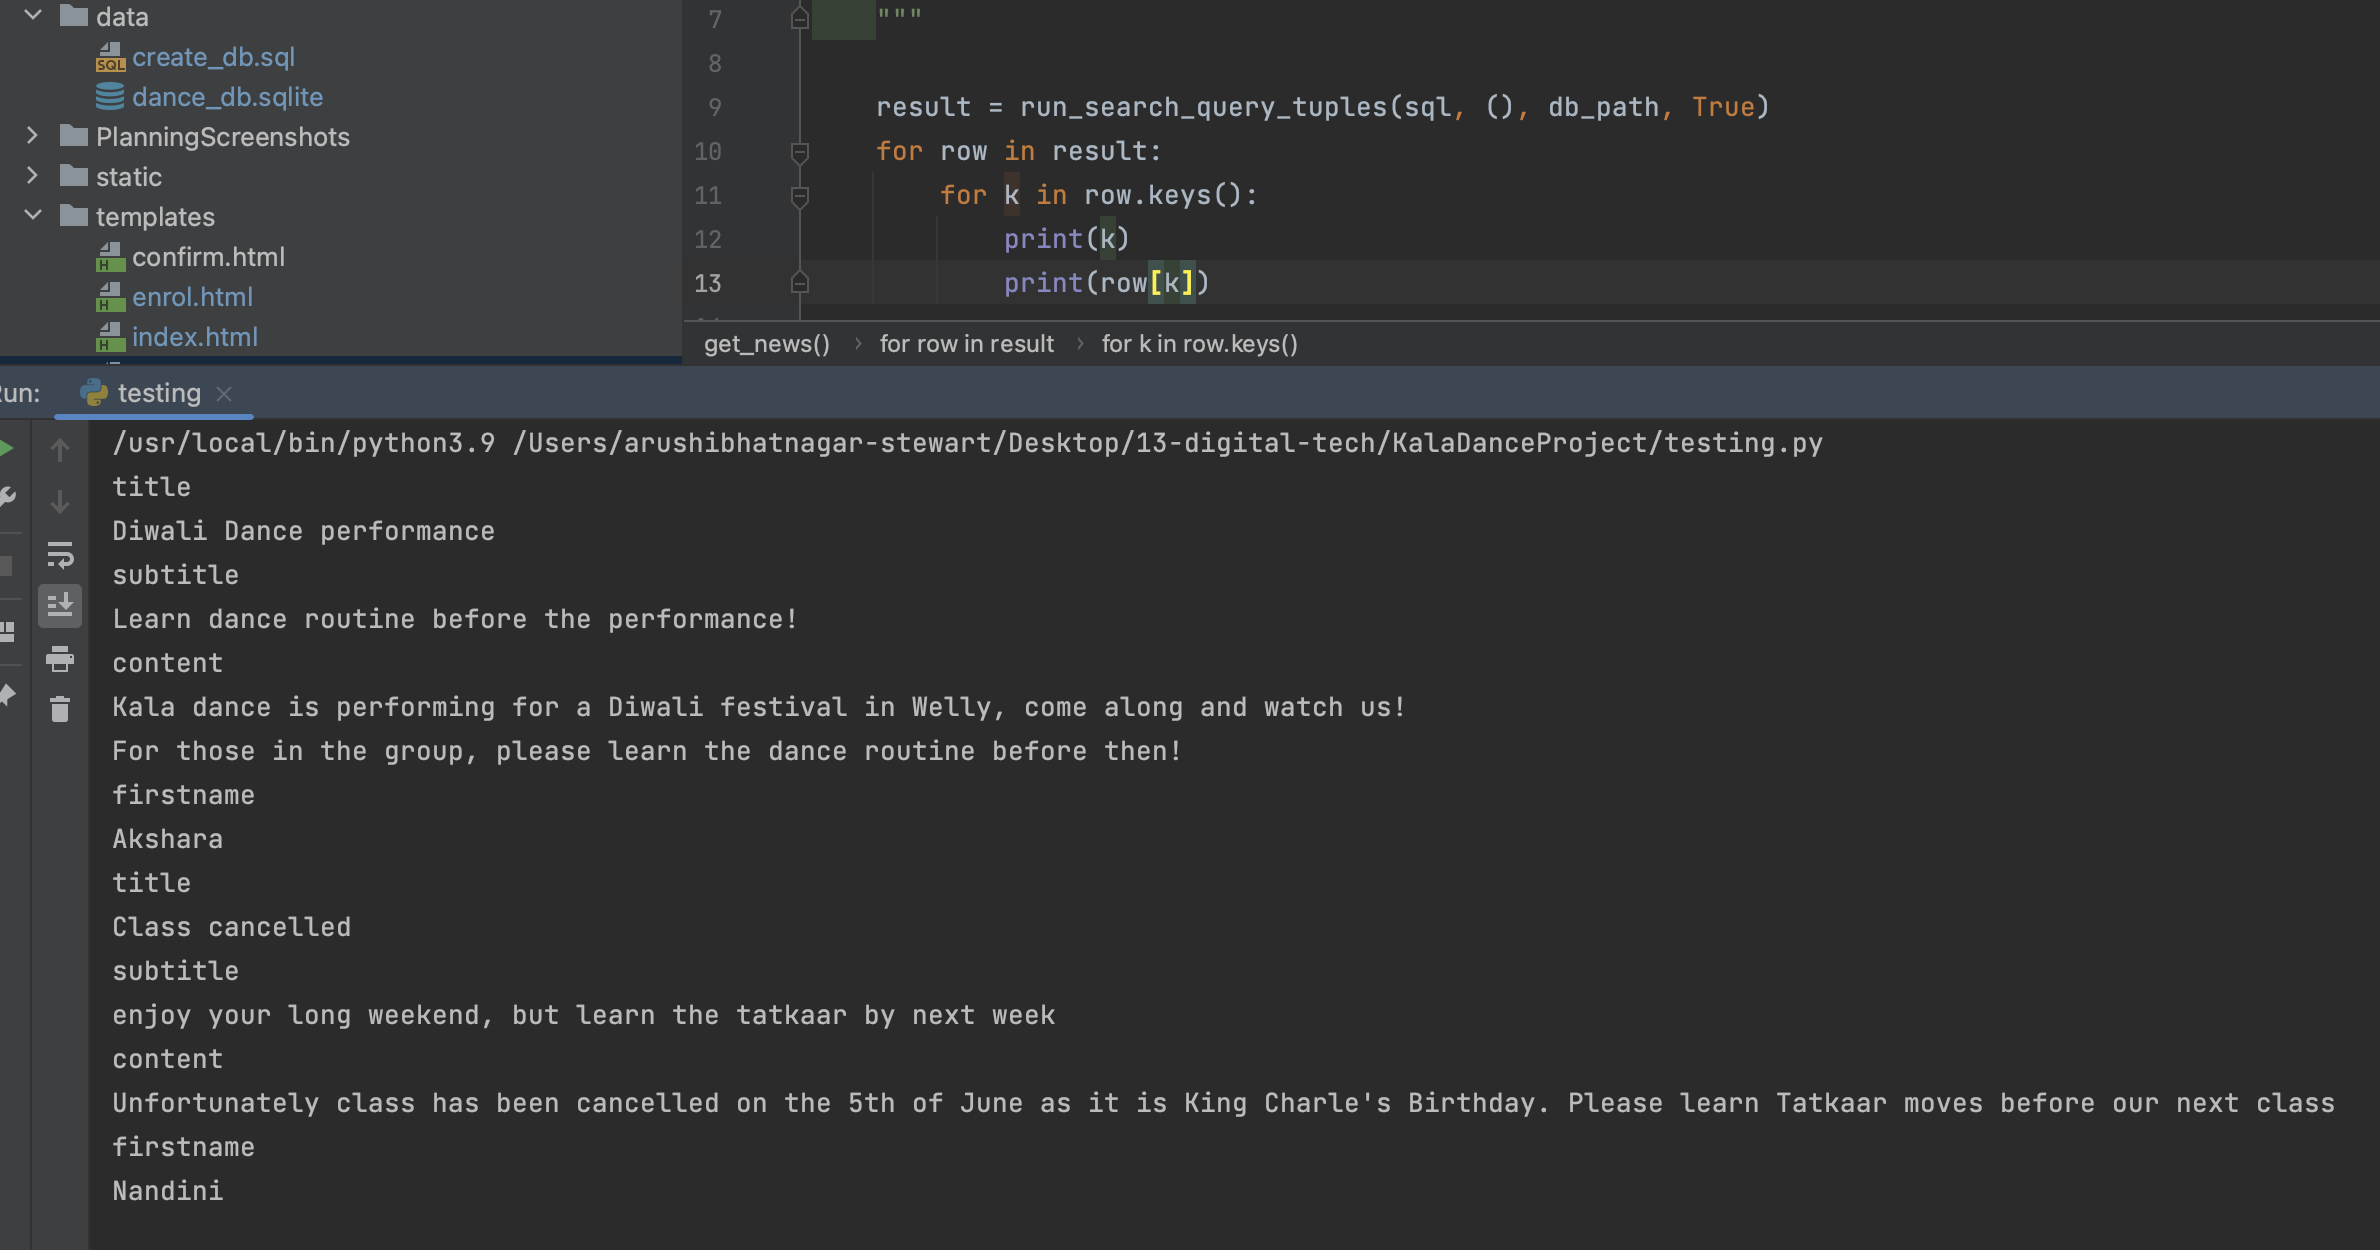 data
create_db.sql
dance_db.sqlite
PlanningScreenshots
static
templates
confirm.html
enrol.html
index.html
7 """
8
9 result = run_search_query_tuples(sql, (), db_path, True)
10 for row in result:
11 for k in row.keys():
12 print(k)
13 print(row[k])
get_news() › for row in result › for k in row.keys()
un: testing ×
/usr/local/bin/python3.9 /Users/arushibhatnagar-stewart/Desktop/13-digital-tech/KalaDanceProject/testing.py
title
Diwali Dance performance
subtitle
Learn dance routine before the performance!
content
Kala dance is performing for a Diwali festival in Welly, come along and watch us!
For those in the group, please learn the dance routine before then!
firstname
Akshara
title
Class cancelled
subtitle
enjoy your long weekend, but learn the tatkaar by next week
content
Unfortunately class has been cancelled on the 5th of June as it is King Charle's Birthday. Please learn Tatkaar moves before our next class
firstname
Nandini